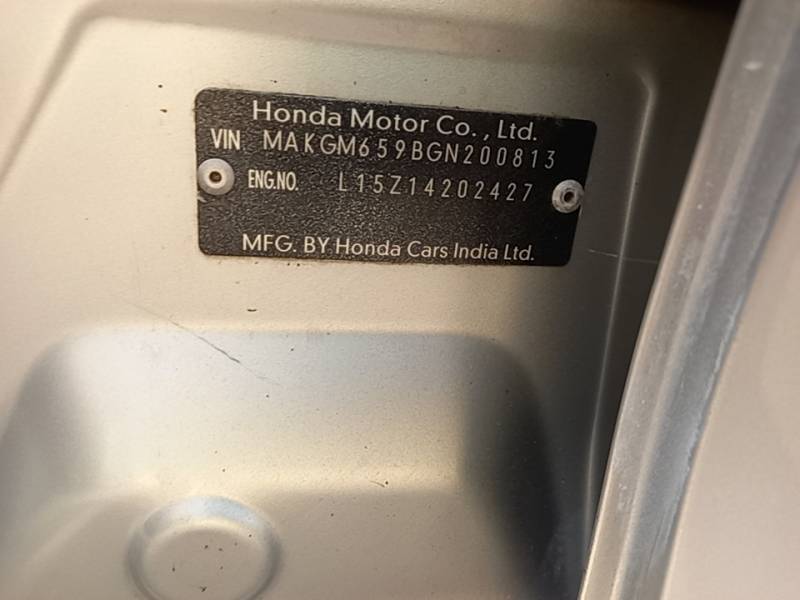 Honda Motor Co., Ltd.
VIN MAKGM659BGN200813
ENG.NO. L15Z14202427
MFG. BY Honda Cars India Ltd.